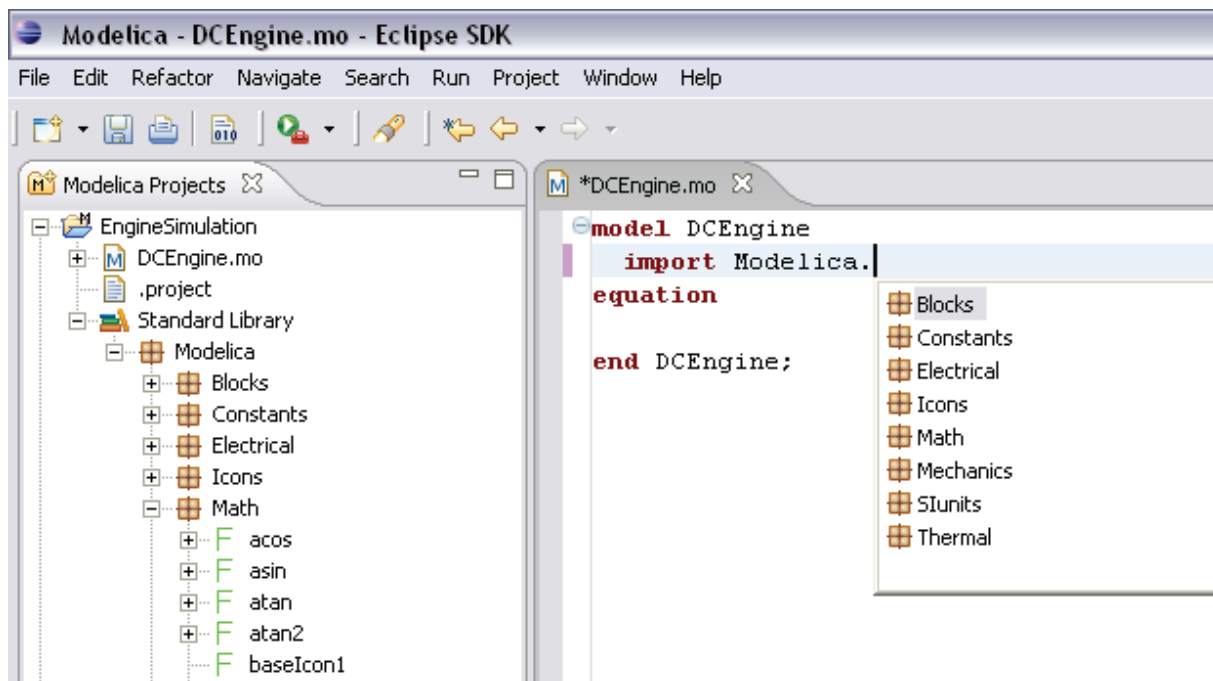 Modelica - DCEngine.mo - Eclipse SDK
File Edit Refactor Navigate Search Run Project Window Help
010
Modelica Projects
EngineSimulation
DCEngine.mo
.project
Standard Library
Modelica
Blocks
Constants
Electrical
Icons
Math
acos
asin
atan
atan2
baseIcon1
*DCEngine.mo
model DCEngine
import Modelica.
equation
end DCEngine;
Blocks
Constants
Electrical
Icons
Math
Mechanics
SIunits
Thermal